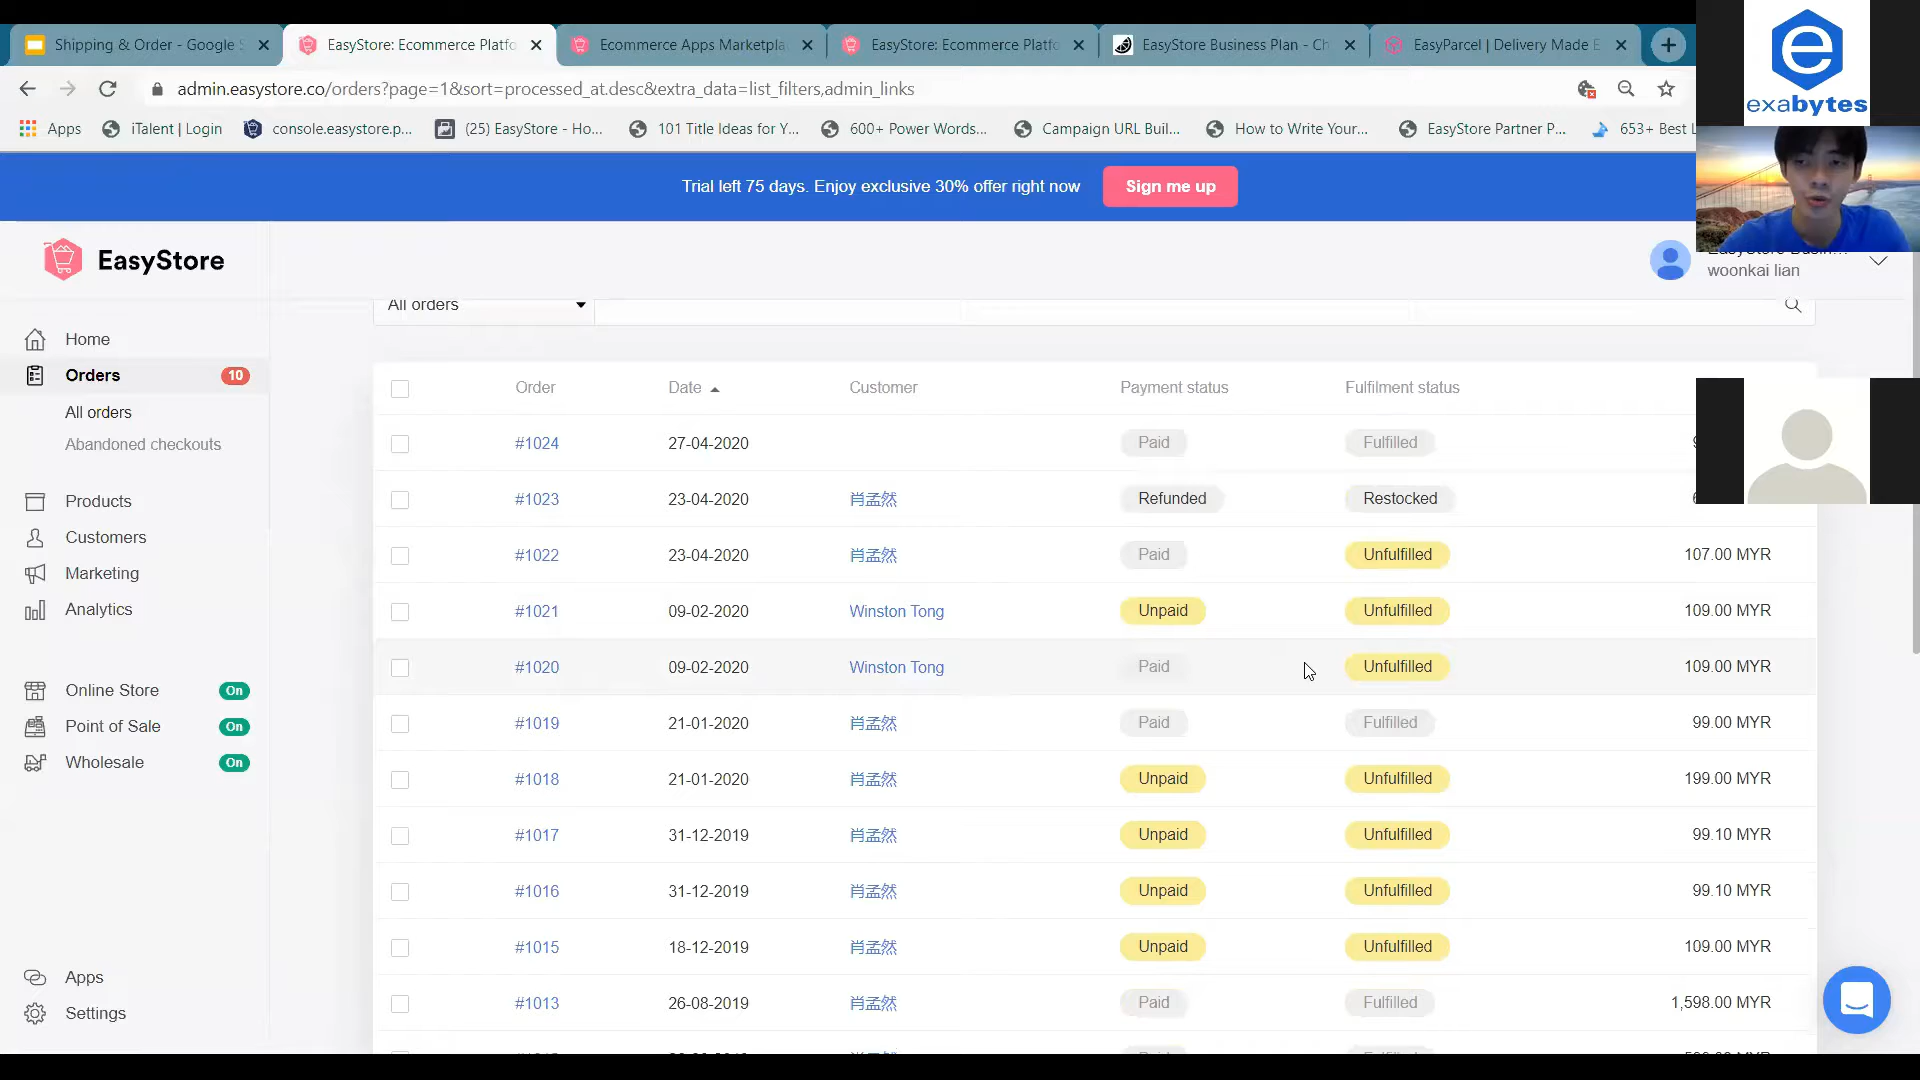 Shipping & Order - Google S
EasyStore: Ecommerce Platfo
Ecommerce Apps Marketpla
EasyStore: Ecommerce Platfo
EasyStore Business Plan - Ch
EasyParcel | Delivery Made E
admin.easystore.co/orders?page=1&sort=processed_at.desc&extra_data=list_filters,admin_links
Apps
iTalent | Login
console.easystore.p...
(25) EasyStore - Ho...
101 Title Ideas for Y...
600+ Power Words...
Campaign URL Buil...
How to Write Your...
EasyStore Partner P...
653+ Best L
exabytes
Trial left 75 days. Enjoy exclusive 30% offer right now
Sign me up
EasyStore
woonkai lian
Home
Orders 10
All orders
Abandoned checkouts
Products
Customers
Marketing
Analytics
Online Store On
Point of Sale On
Wholesale On
Apps
Settings
All orders
Order Date Customer Payment status Fulfilment status
#1024 27-04-2020 Paid Fulfilled
#1023 23-04-2020 肖孟然 Refunded Restocked
#1022 23-04-2020 肖孟然 Paid Unfulfilled 107.00 MYR
#1021 09-02-2020 Winston Tong Unpaid Unfulfilled 109.00 MYR
#1020 09-02-2020 Winston Tong Paid Unfulfilled 109.00 MYR
#1019 21-01-2020 肖孟然 Paid Fulfilled 99.00 MYR
#1018 21-01-2020 肖孟然 Unpaid Unfulfilled 199.00 MYR
#1017 31-12-2019 肖孟然 Unpaid Unfulfilled 99.10 MYR
#1016 31-12-2019 肖孟然 Unpaid Unfulfilled 99.10 MYR
#1015 18-12-2019 肖孟然 Unpaid Unfulfilled 109.00 MYR
#1013 26-08-2019 肖孟然 Paid Fulfilled 1,598.00 MYR